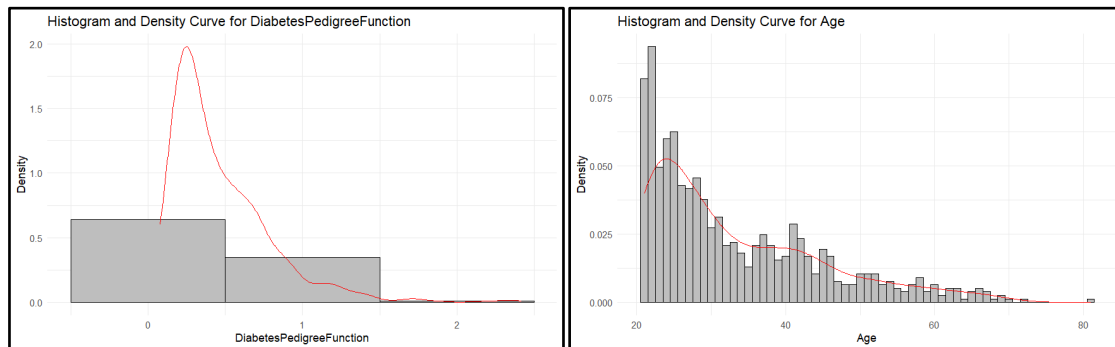 Histogram and Density Curve for DiabetesPedigreeFunction
2.0
1.5
1.0
0.5
0.0
Density
0
1
2
DiabetesPedigreeFunction
Histogram and Density Curve for Age
0.075
0.050
0.025
0.000
Density
20
40
60
80
Age